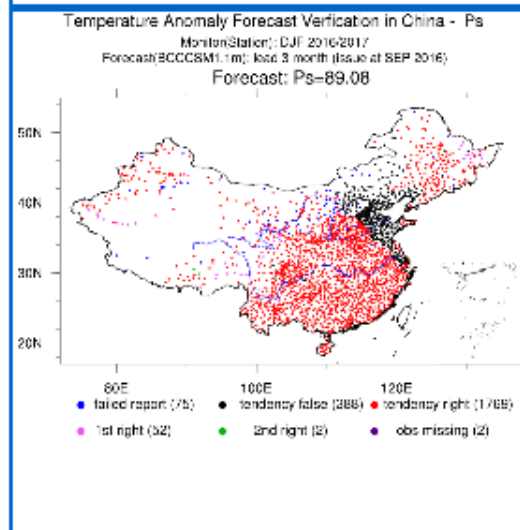 Temperature Anomaly Forecast Verfication in China - Ps
Monitor(Station): DJF 2016/2017
Forecast(BCCCSM1.1m): lead 3 month (Issue at SEP 2016)
Forecast: Ps=89.08
50N
40N
30N
20N
80E 100E 120E
failed report (75) tendency false (288) tendency right (1769)
1st right (52) 2nd right (2) obs missing (2)